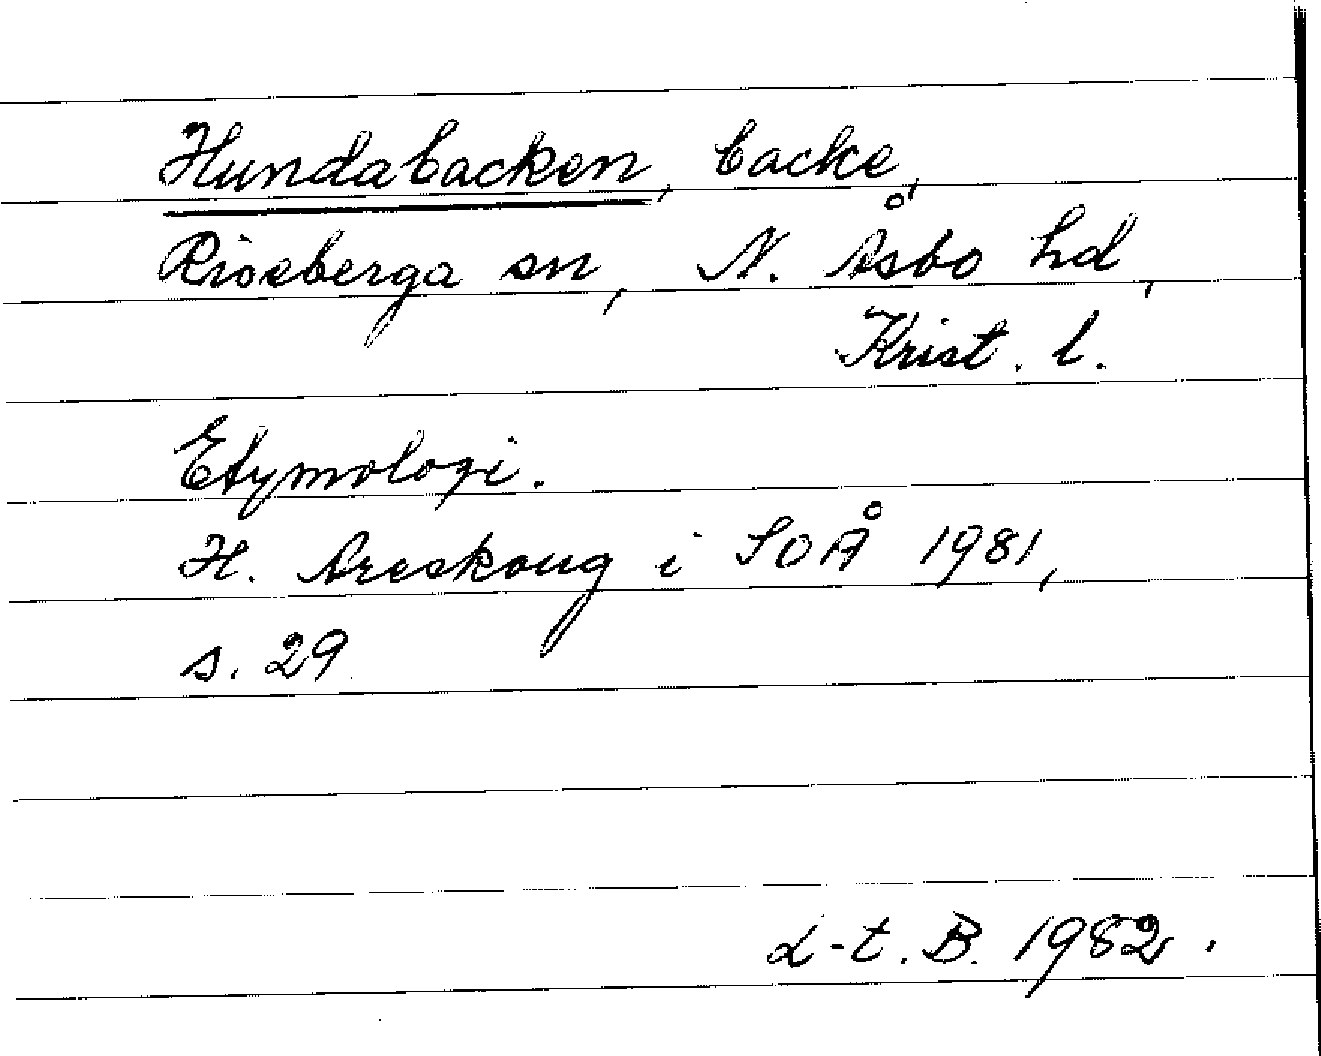 Hundabacken, backe,
Riseberga sn, N. Åsbo hd,
Krist. l.
Etymologi.
H. Areskoug i SOÅ 1981,
s. 29
L-t. B. 1982.